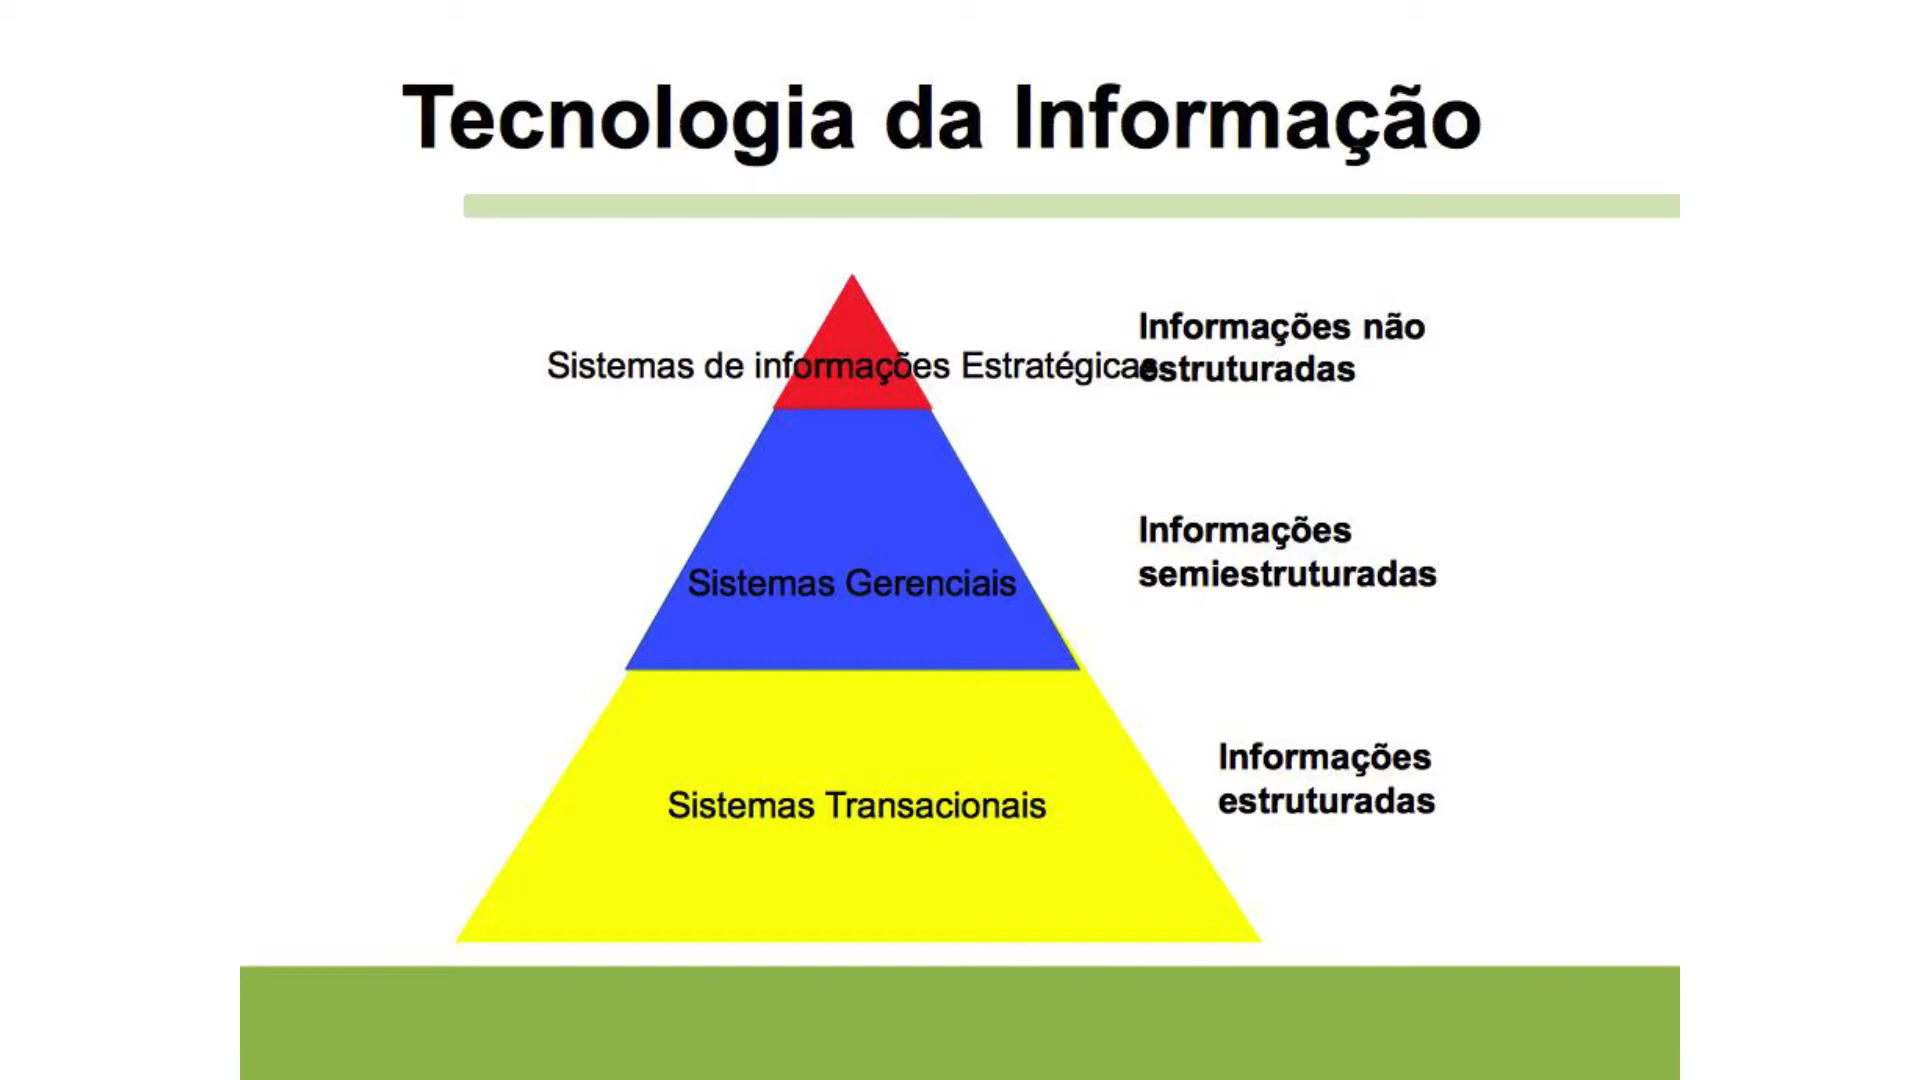 Tecnologia da Informação
Informações não
Sistemas de informações Estratégicas
estruturadas
Informações
semiestruturadas
Sistemas Gerenciais
Informações
estruturadas
Sistemas Transacionais